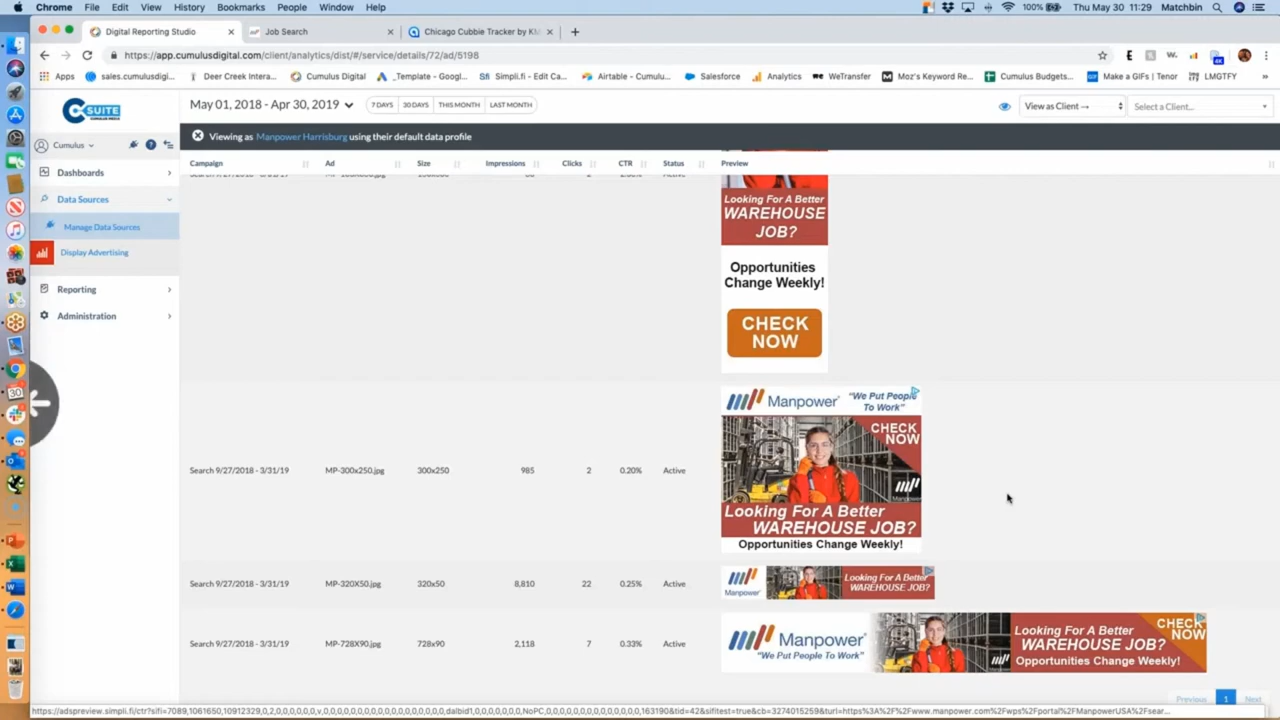 Chrome File Edit View History Bookmarks People Window Help 100% Thu May 30 11:29 Matchbin
Digital Reporting Studio Job Search Chicago Cubbie Tracker by KM
https://app.cumulusdigital.com/client/analytics/dist/#/service/details/72/ad/5198
Apps sales.cumulusdigi... Deer Creek Intera... Cumulus Digital _Template - Googl... Simpli.fi - Edit Ca... Airtable - Cumulu... Salesforce Analytics WeTransfer Moz's Keyword Re... Cumulus Budgets... Make a GIFs | Tenor LMGTFY
C SUITE
CUMULUS MEDIA
May 01, 2018 - Apr 30, 2019 7 DAYS 30 DAYS THIS MONTH LAST MONTH View as Client → Select a Client...
Cumulus
Viewing as Manpower Harrisburg using their default data profile
Dashboards
Data Sources
Manage Data Sources
Display Advertising
Reporting
Administration
Campaign Ad Size Impressions Clicks CTR Status Preview
Looking For A Better
WAREHOUSE
JOB?
Opportunities
Change Weekly!
CHECK
NOW
Search 9/27/2018 - 3/31/19 MP-300x250.jpg 300x250 985 2 0.20% Active
Manpower "We Put People
To Work"
CHECK
NOW
Looking For A Better
WAREHOUSE JOB?
Opportunities Change Weekly!
Search 9/27/2018 - 3/31/19 MP-320X50.jpg 320x50 8,810 22 0.25% Active
Manpower
Looking For A Better
WAREHOUSE JOB?
Search 9/27/2018 - 3/31/19 MP-728X90.jpg 728x90 2,118 7 0.33% Active
Manpower
"We Put People To Work"
Looking For A Better
WAREHOUSE JOB?
Opportunities Change Weekly!
CHECK
NOW
Previous 1 Next